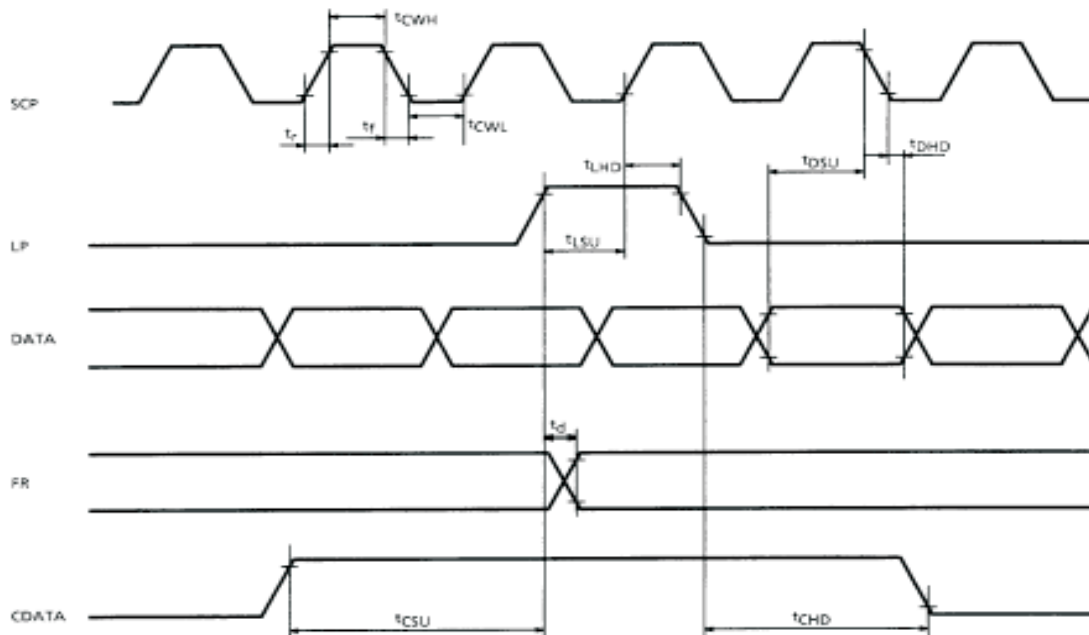 tCWH
SCP
tr
tf
tCWL
tLHD
tDSU
tDHD
LP
tLSU
DATA
td
FR
CDATA
tCSU
tCHD